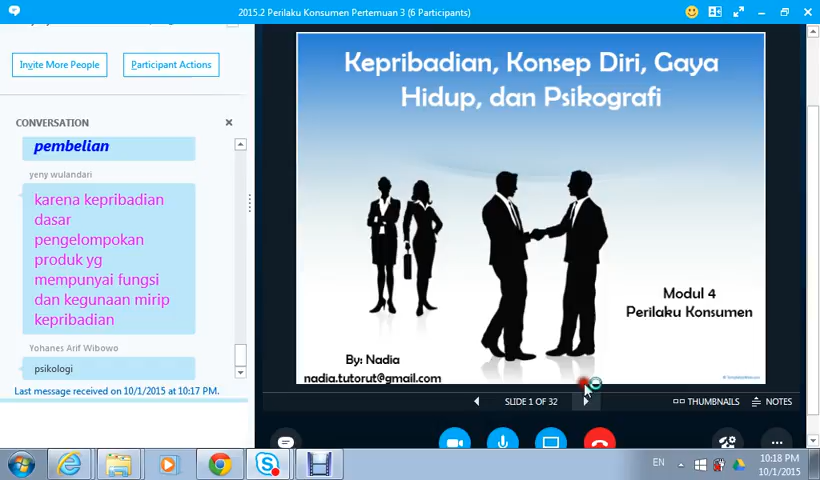 2015.2 Perilaku Konsumen Pertemuan 3 (6 Participants)
Invite More People
Participant Actions
CONVERSATION
pembelian
yeny wulandari
karena kepribadian
dasar
pengelompokan
produk yg
mempunyai fungsi
dan kegunaan mirip
kepribadian
Yohanes Arif Wibowo
psikologi
Last message received on 10/1/2015 at 10:17 PM.
Kepribadian, Konsep Diri, Gaya
Hidup, dan Psikografi
Modul 4
Perilaku Konsumen
By: Nadia
nadia.tutorut@gmail.com
SLIDE 1 OF 32
THUMBNAILS
NOTES
EN
10:18 PM
10/1/2015